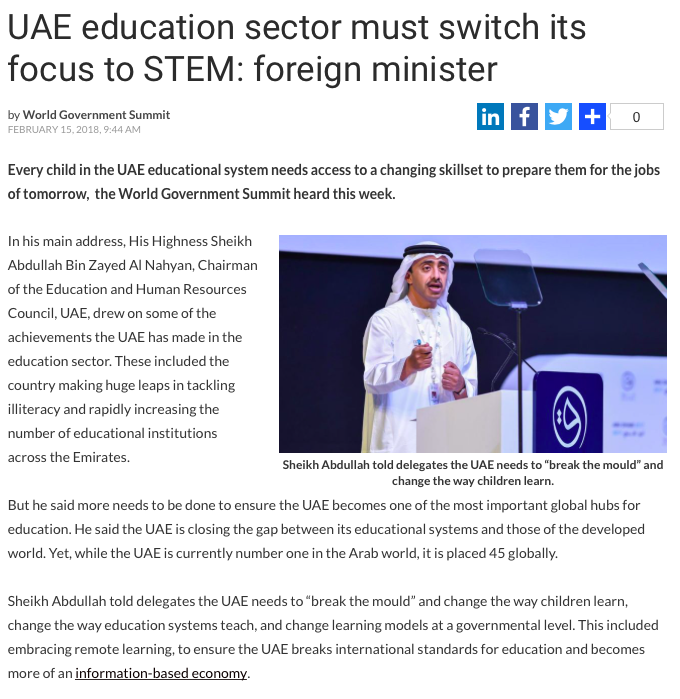 UAE education sector must switch its
focus to STEM: foreign minister
by World Government Summit
FEBRUARY 15, 2018, 9:44 AM
in f + 0
Every child in the UAE educational system needs access to a changing skillset to prepare them for the jobs
of tomorrow,  the World Government Summit heard this week.
In his main address, His Highness Sheikh
Abdullah Bin Zayed Al Nahyan, Chairman
of the Education and Human Resources
Council, UAE, drew on some of the
achievements the UAE has made in the
education sector. These included the
country making huge leaps in tackling
illiteracy and rapidly increasing the
number of educational institutions
across the Emirates.
Sheikh Abdullah told delegates the UAE needs to “break the mould” and
change the way children learn.
But he said more needs to be done to ensure the UAE becomes one of the most important global hubs for
education. He said the UAE is closing the gap between its educational systems and those of the developed
world. Yet, while the UAE is currently number one in the Arab world, it is placed 45 globally.
Sheikh Abdullah told delegates the UAE needs to “break the mould” and change the way children learn,
change the way education systems teach, and change learning models at a governmental level. This included
embracing remote learning, to ensure the UAE breaks international standards for education and becomes
more of an information-based economy.